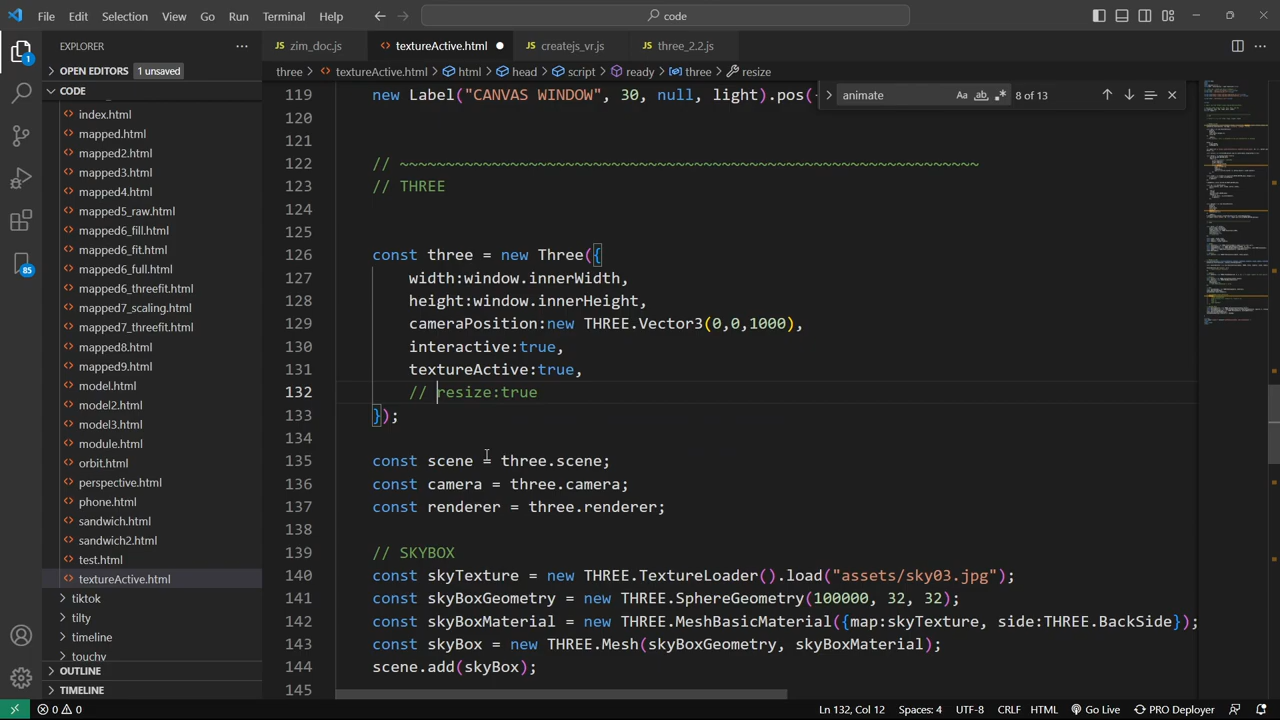 File Edit Selection View Go Run Terminal Help
code
EXPLORER
zim_doc.js
textureActive.html
createjs_vr.js
three_2.2.js
1
OPEN EDITORS 1 unsaved
three > textureActive.html > html > head > script > ready > three > resize
CODE
animate
8 of 13
index.html
mapped.html
mapped2.html
mapped3.html
mapped4.html
mapped5_raw.html
mapped6_fill.html
mapped6_fit.html
mapped6_full.html
mapped6_threefit.html
mapped7_scaling.html
mapped7_threefit.html
mapped8.html
mapped9.html
model.html
model2.html
model3.html
module.html
orbit.html
perspective.html
phone.html
sandwich.html
sandwich2.html
test.html
textureActive.html
tiktok
tilty
timeline
touchy
OUTLINE
TIMELINE
85
119 new Label("CANVAS WINDOW", 30, null, light).pos(
120
121
122 // ~~~~~~~~~~~~~~~~~~~~~~~~~~~~~~~~~~~~~~~~~~~~~~~~~~~~~~~~~~~~~~~
123 // THREE
124
125
126 const three = new Three({
127 width:window.innerWidth,
128 height:window.innerHeight,
129 cameraPosition:new THREE.Vector3(0,0,1000),
130 interactive:true,
131 textureActive:true,
132 // resize:true
133 });
134
135 const scene = three.scene;
136 const camera = three.camera;
137 const renderer = three.renderer;
138
139 // SKYBOX
140 const skyTexture = new THREE.TextureLoader().load("assets/sky03.jpg");
141 const skyBoxGeometry = new THREE.SphereGeometry(100000, 32, 32);
142 const skyBoxMaterial = new THREE.MeshBasicMaterial({map:skyTexture, side:THREE.BackSide});
143 const skyBox = new THREE.Mesh(skyBoxGeometry, skyBoxMaterial);
144 scene.add(skyBox);
145
0 0 Ln 132, Col 12 Spaces: 4 UTF-8 CRLF HTML Go Live PRO Deployer